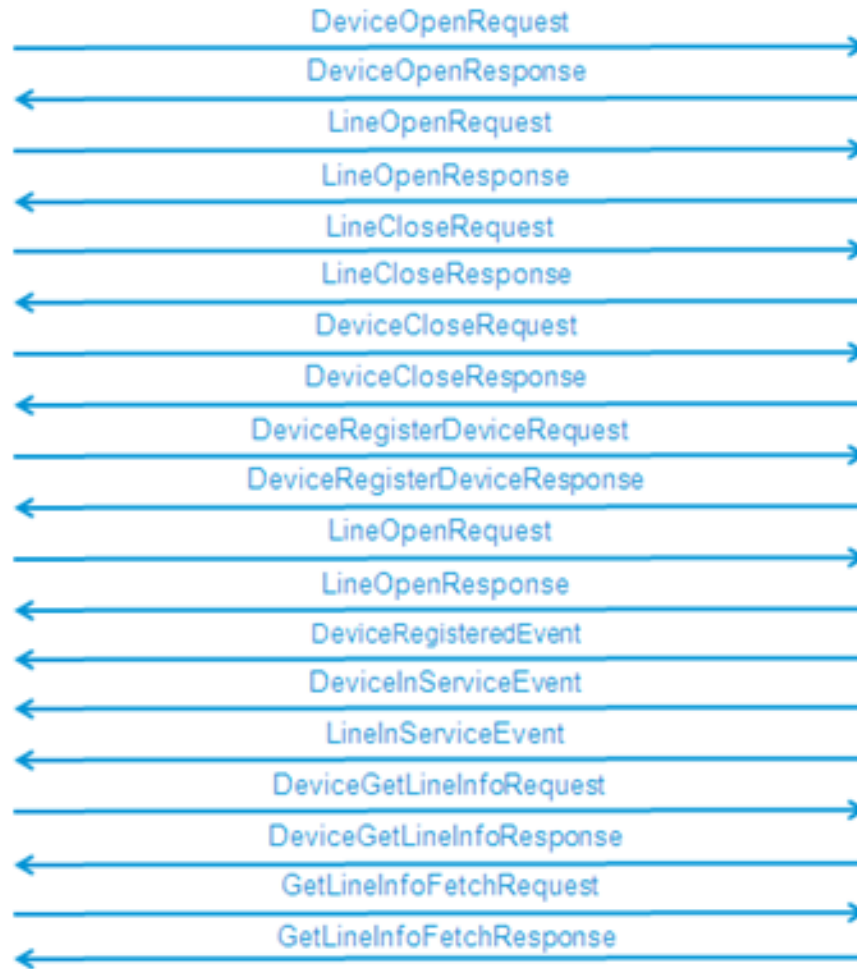 DeviceOpenRequest
DeviceOpenResponse
LineOpenRequest
LineOpenResponse
LineCloseRequest
LineCloseResponse
DeviceCloseRequest
DeviceCloseResponse
DeviceRegisterDeviceRequest
DeviceRegisterDeviceResponse
LineOpenRequest
LineOpenResponse
DeviceRegisteredEvent
DeviceInServiceEvent
LineInServiceEvent
DeviceGetLineInfoRequest
DeviceGetLineInfoResponse
GetLineInfoFetchRequest
GetLineInfoFetchResponse